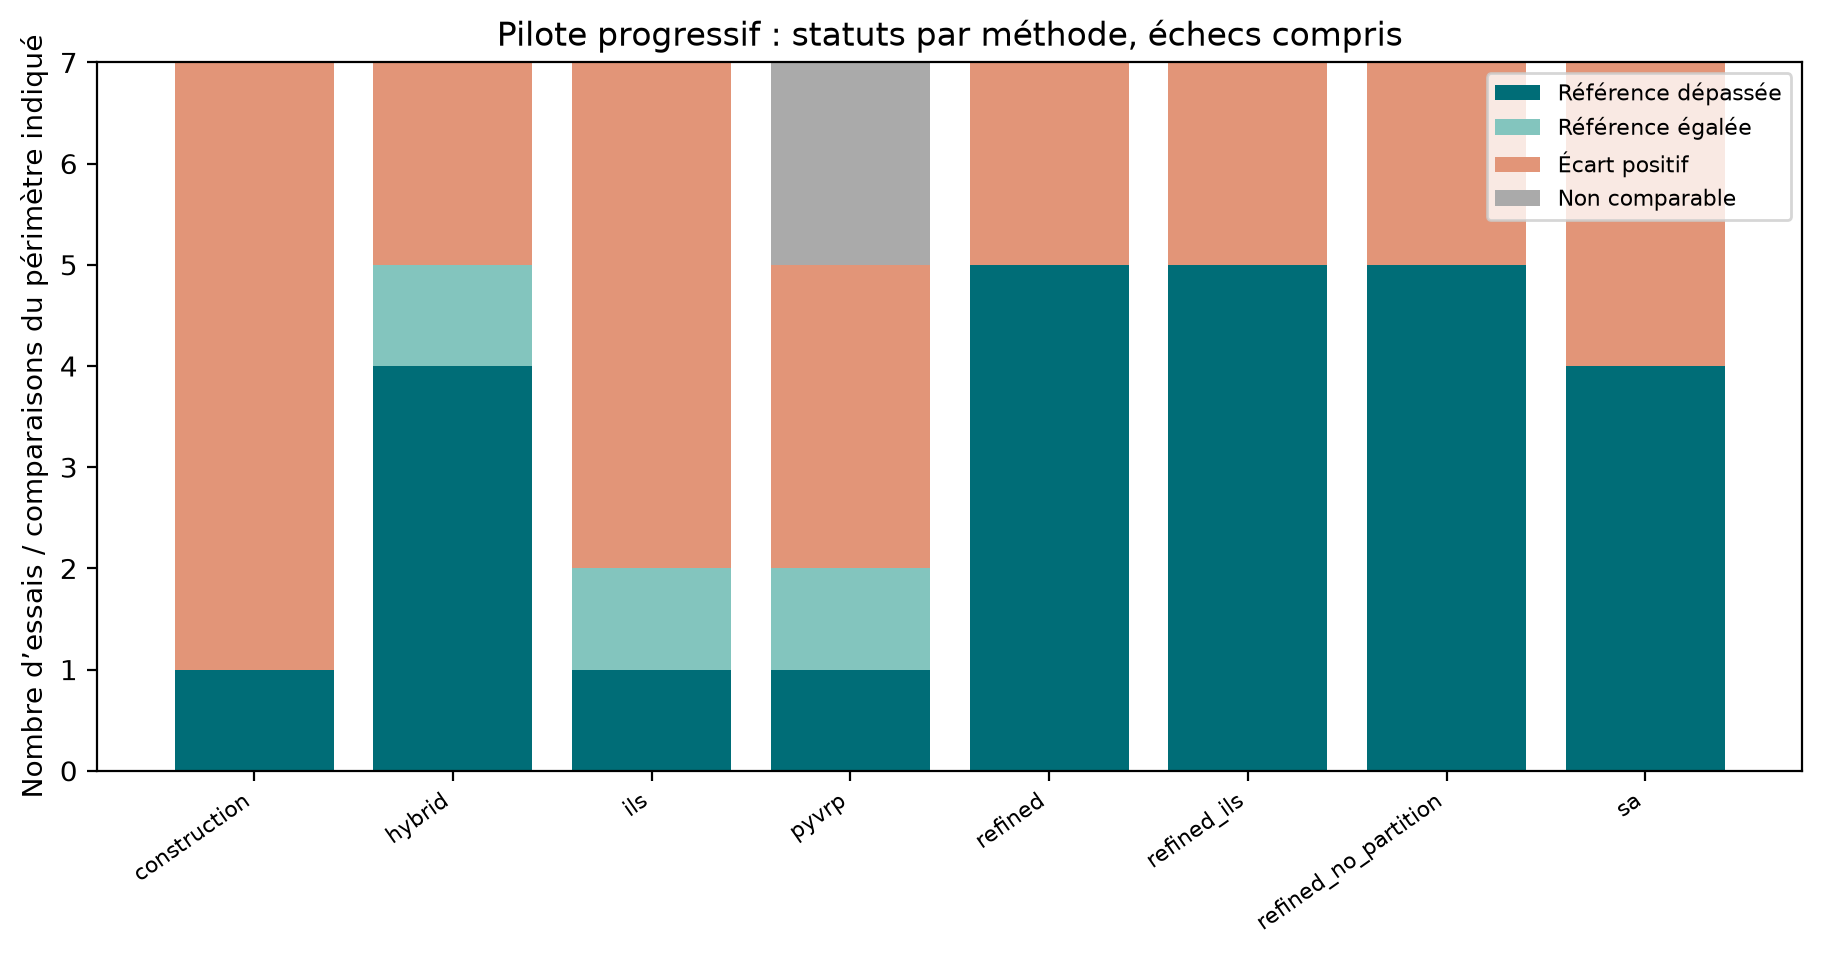 Pilote progressif : statuts par méthode, échecs compris
Nombre d’essais / comparaisons du périmètre indiqué
7
6
5
4
3
2
1
0
Référence dépassée
Référence égalée
Écart positif
Non comparable
construction
hybrid
ils
pyvrp
refined
refined_ils
refined_no_partition
sa